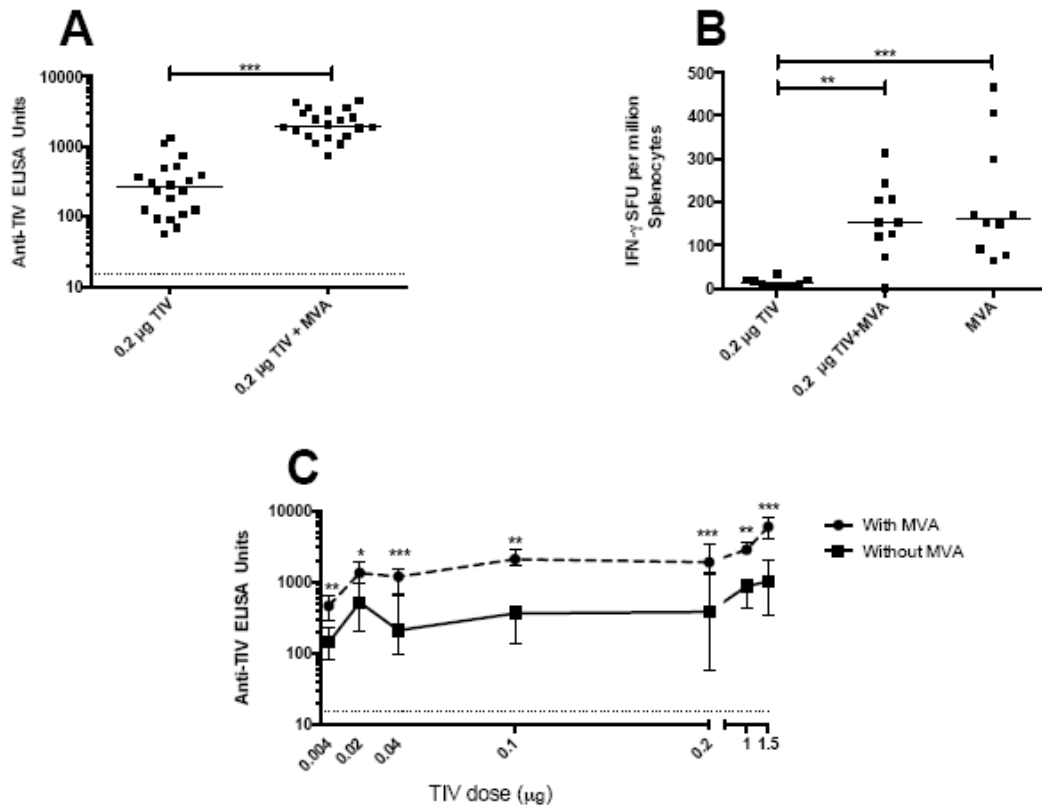 A
***
10000
1000
100
10
Anti-TIV ELISA Units
0.2 µg TIV
0.2 µg TIV + MVA
B
***
**
500
400
300
200
100
0
IFN-γ SFU per million
Splenocytes
0.2 µg TIV
0.2 µg TIV+MVA
MVA
C
10000
1000
100
10
Anti-TIV ELISA Units
**
*
***
**
***
**
***
With MVA
Without MVA
0.004
0.02
0.04
0.1
0.2
1
1.5
TIV dose (µg)